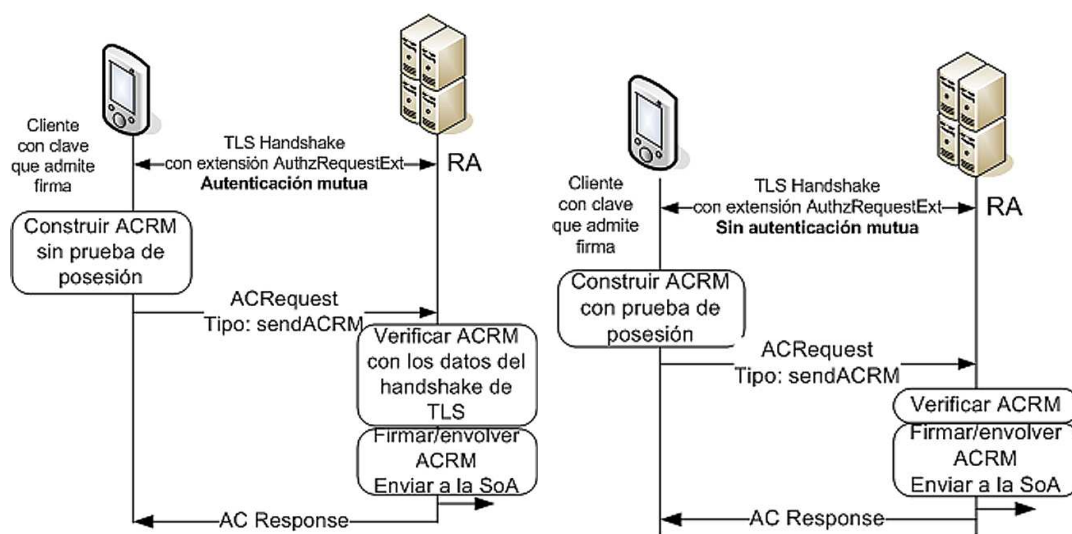 Cliente
con clave
que admite
firma
TLS Handshake
con extensión AuthzRequestExt
Autenticación mutua
RA
Construir ACRM
sin prueba de
posesión
ACRequest
Tipo: sendACRM
Verificar ACRM
con los datos del
handshake de
TLS
Firmar/envolver
ACRM
Enviar a la SoA
AC Response
Cliente
con clave
que admite
firma
TLS Handshake
con extensión AuthzRequestExt
Sin autenticación mutua
RA
Construir ACRM
con prueba de
posesión
ACRequest
Tipo: sendACRM
Verificar ACRM
Firmar/envolver
ACRM
Enviar a la SoA
AC Response